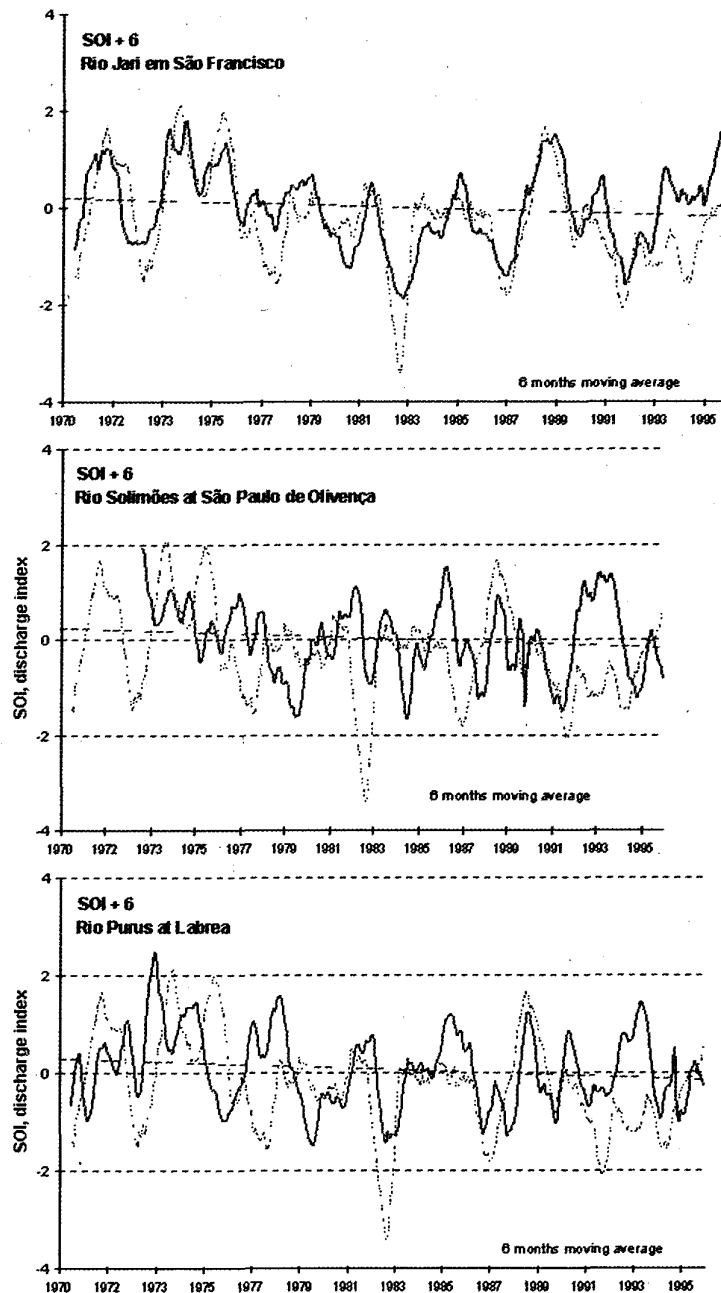 4
SOI + 6
Rio Jari em São Francisco
2
0
-2
6 months moving average
-4
1970 1972 1973 1975 1977 1979 1981 1983 1985 1987 1989 1991 1993 1995
4
SOI + 6
Rio Solimões at São Paulo de Olivença
2
0
-2
SOI, discharge index
6 months moving average
-4
1970 1972 1973 1975 1977 1979 1981 1983 1985 1987 1989 1991 1993 1995
4
SOI + 6
Rio Purus at Labrea
2
0
-2
SOI, discharge index
6 months moving average
-4
1970 1972 1973 1975 1977 1979 1981 1983 1985 1987 1989 1991 1993 1995